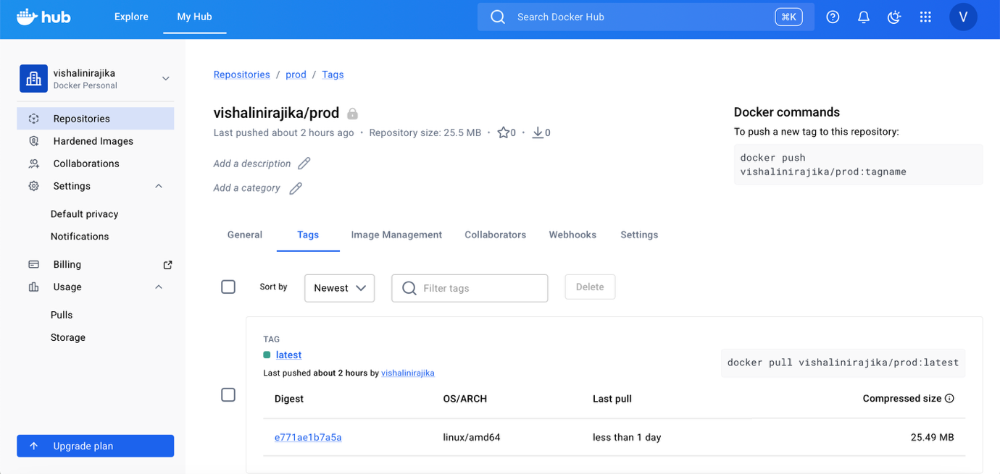 hub
Explore
My Hub
Search Docker Hub
⌘K
V
vishalinirajika
Docker Personal
Repositories
Hardened Images
Collaborations
Settings
Default privacy
Notifications
Billing
Usage
Pulls
Storage
Upgrade plan
Repositories / prod / Tags
vishalinirajika/prod
Last pushed about 2 hours ago · Repository size: 25.5 MB · 0 · 0
Add a description
Add a category
Docker commands
To push a new tag to this repository:
docker push
vishalinirajika/prod:tagname
General Tags Image Management Collaborators Webhooks Settings
Sort by Newest Filter tags Delete
TAG
latest
Last pushed about 2 hours by vishalinirajika
docker pull vishalinirajika/prod:latest
Digest OS/ARCH Last pull Compressed size
e771ae1b7a5a linux/amd64 less than 1 day 25.49 MB